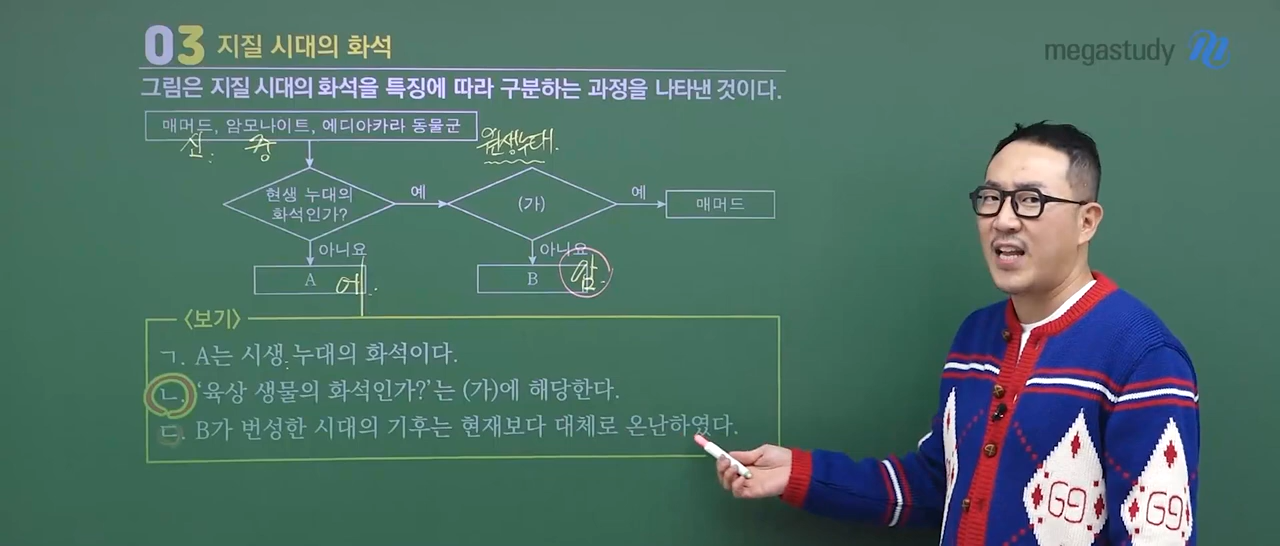 03 지질 시대의 화석
megastudy
그림은 지질 시대의 화석을 특징에 따라 구분하는 과정을 나타낸 것이다.
매머드, 암모나이트, 에디아카라 동물군
신. 중 원생누대.
현생 누대의
화석인가?
예
(가)
예
매머드
아니요
아니요
A 에.
B 암.
<보기>
ㄱ. A는 시생 누대의 화석이다.
ㄴ. '육상 생물의 화석인가?'는 (가)에 해당한다.
ㄷ. B가 번성한 시대의 기후는 현재보다 대체로 온난하였다.
G9 G9